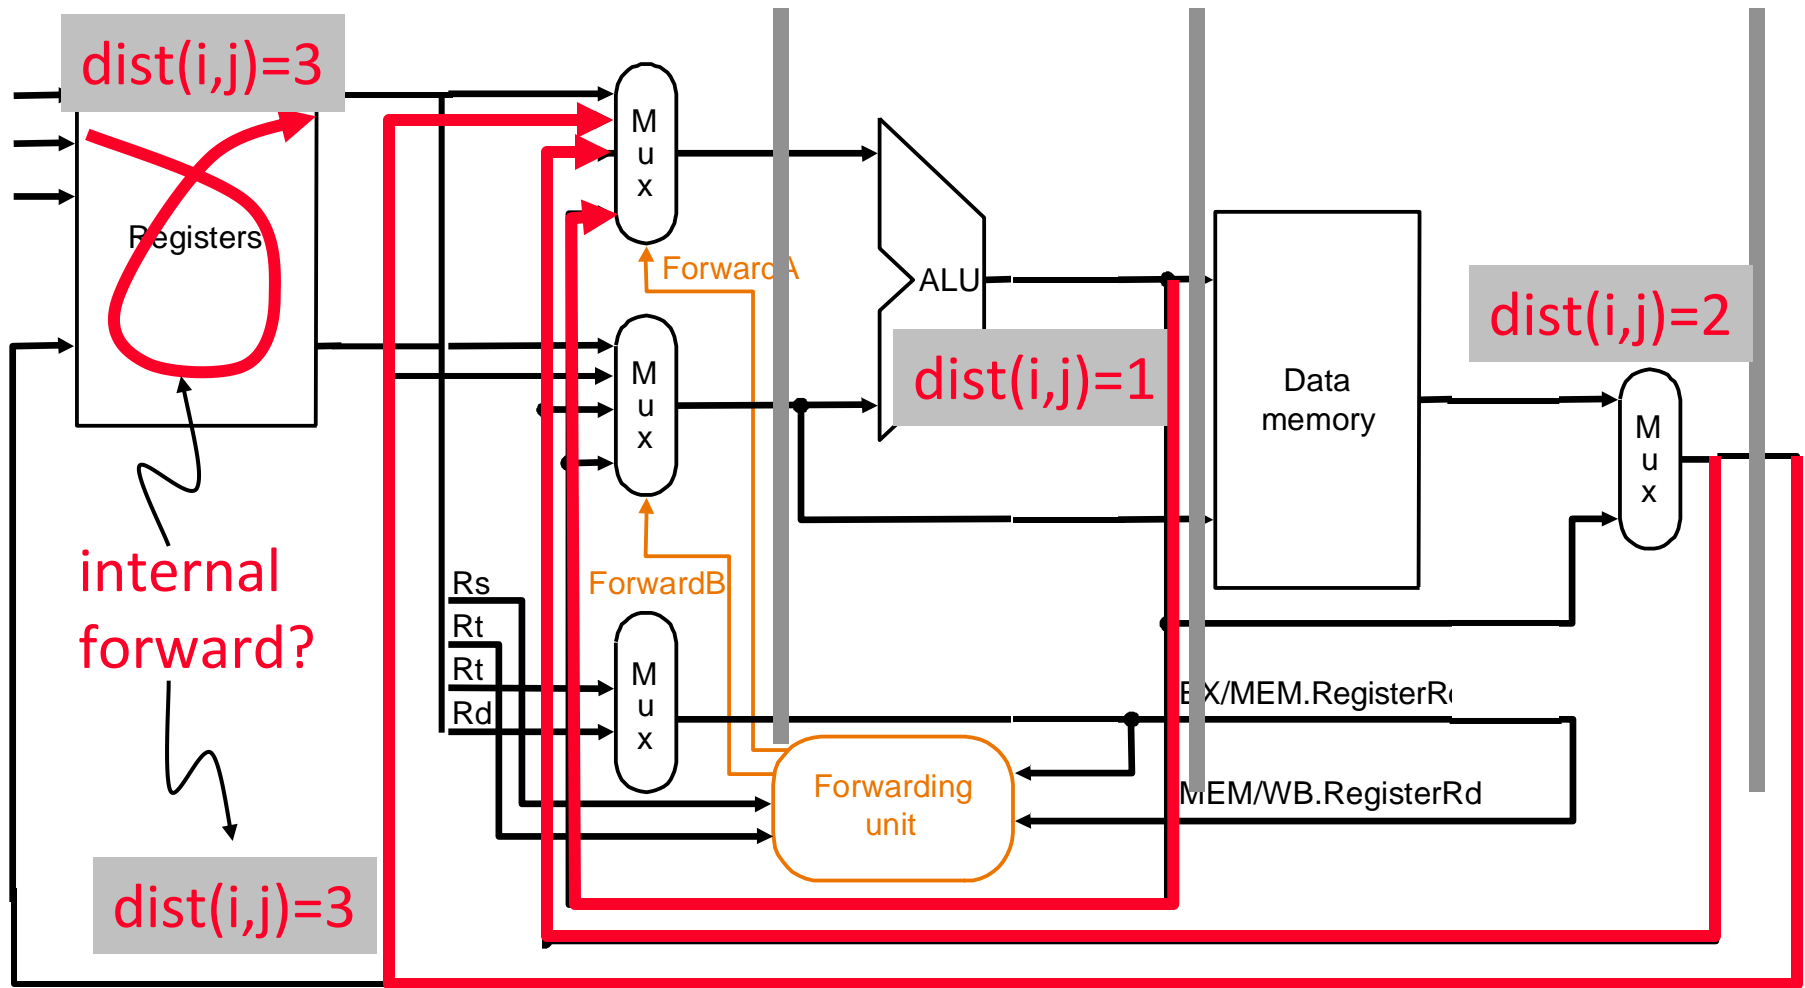 dist(i,j)=3
M
u
x
Registers
ForwardA
ALU
dist(i,j)=2
dist(i,j)=1
M
u
x
Data
memory
M
u
x
internal
forward?
Rs
Rt
Rt
Rd
ForwardB
M
u
x
EX/MEM.RegisterRd
Forwarding
unit
MEM/WB.RegisterRd
dist(i,j)=3